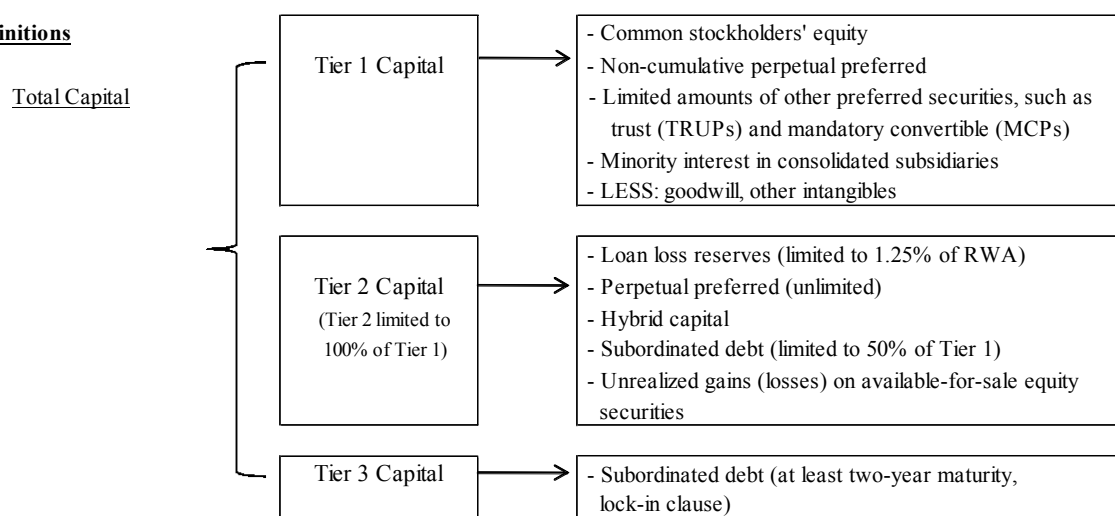 initions
Total Capital
Tier 1 Capital
- Common stockholders' equity
- Non-cumulative perpetual preferred
- Limited amounts of other preferred securities, such as
trust (TRUPs) and mandatory convertible (MCPs)
- Minority interest in consolidated subsidiaries
- LESS: goodwill, other intangibles
Tier 2 Capital
(Tier 2 limited to
100% of Tier 1)
- Loan loss reserves (limited to 1.25% of RWA)
- Perpetual preferred (unlimited)
- Hybrid capital
- Subordinated debt (limited to 50% of Tier 1)
- Unrealized gains (losses) on available-for-sale equity
securities
Tier 3 Capital
- Subordinated debt (at least two-year maturity,
lock-in clause)